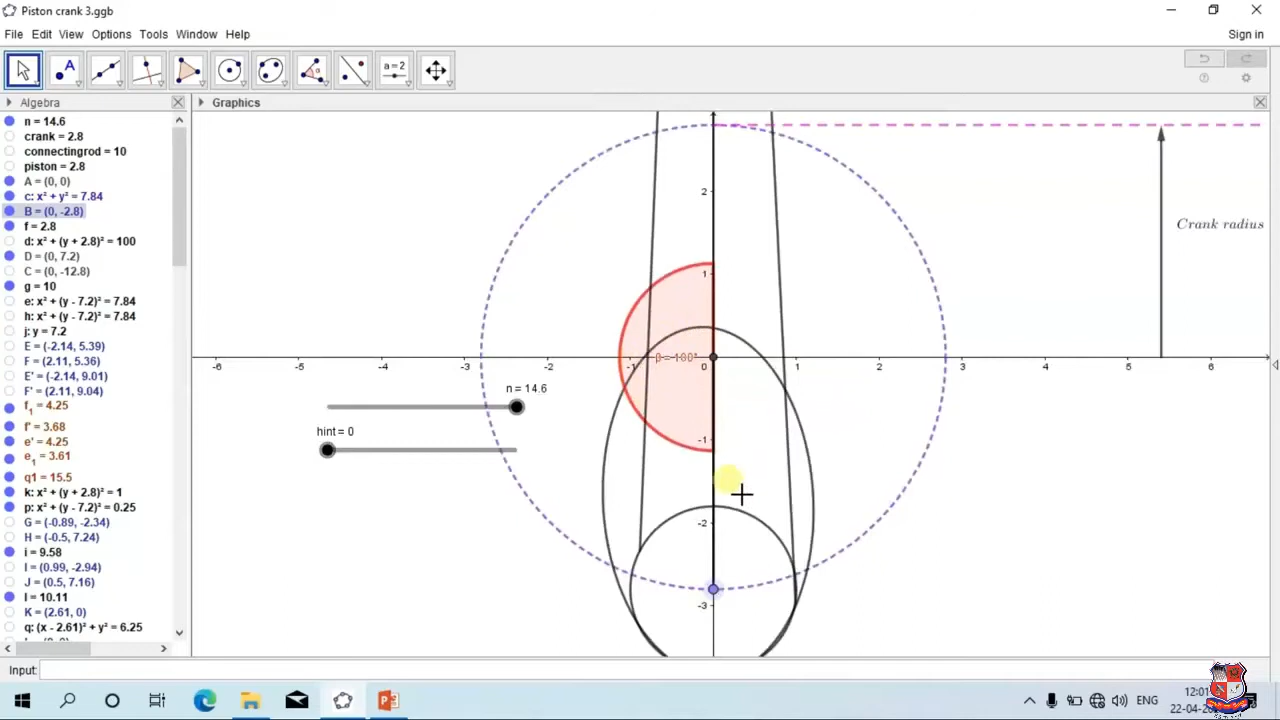 Piston crank 3.ggb
File Edit View Options Tools Window Help
Sign in
A
α
a = 2
Algebra
Graphics
n = 14.6
crank = 2.8
connectingrod = 10
piston = 2.8
A = (0, 0)
c: x² + y² = 7.84
B = (0, -2.8)
f = 2.8
d: x² + (y + 2.8)² = 100
D = (0, 7.2)
C = (0, -12.8)
g = 10
e: x² + (y - 7.2)² = 7.84
h: x² + (y - 7.2)² = 7.84
j: y = 7.2
E = (-2.14, 5.39)
F = (2.11, 5.36)
E' = (-2.14, 9.01)
F' = (2.11, 9.04)
f₁ = 4.25
f' = 3.68
e' = 4.25
e₁ = 3.61
q1 = 15.5
k: x² + (y + 2.8)² = 1
p: x² + (y - 7.2)² = 0.25
G = (-0.89, -2.34)
H = (-0.5, 7.24)
i = 9.58
I = (0.99, -2.94)
J = (0.5, 7.16)
l = 10.11
K = (2.61, 0)
q: (x - 2.61)² + y² = 6.25
2
Crank radius
1
β = 180°
-6 -5 -4 -3 -2 -1 0 1 2 3 4 5 6
n = 14.6
hint = 0
-1
-2
-3
Input:
ENG
12:01
22-04-2